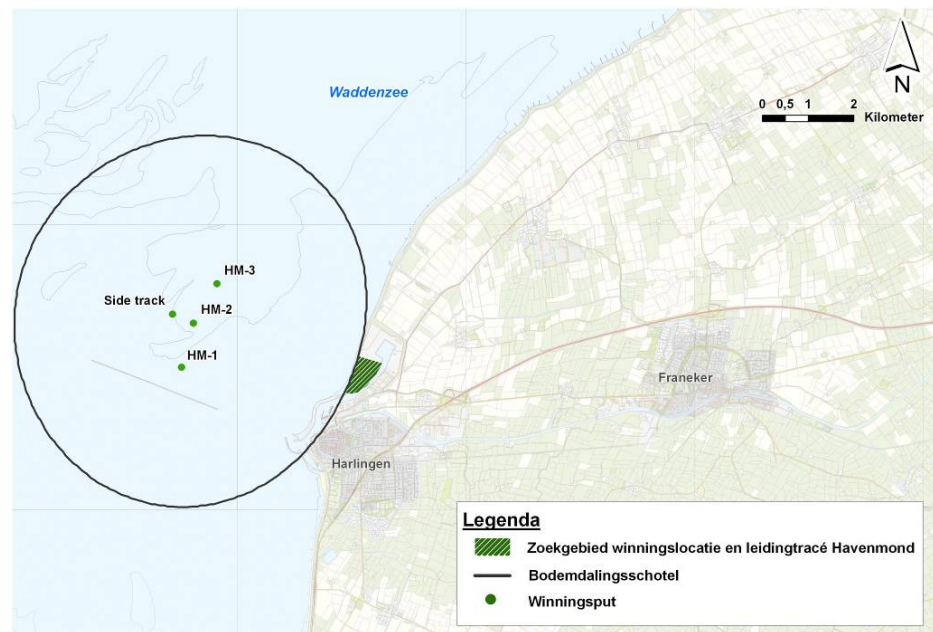 Waddenzee
N
0 0,5 1 2
Kilometer
HM-3
Side track
HM-2
HM-1
Franeker
Harlingen
Legenda
Zoekgebied winningslocatie en leidingtracé Havenmond
Bodemdalingsschotel
Winningsput